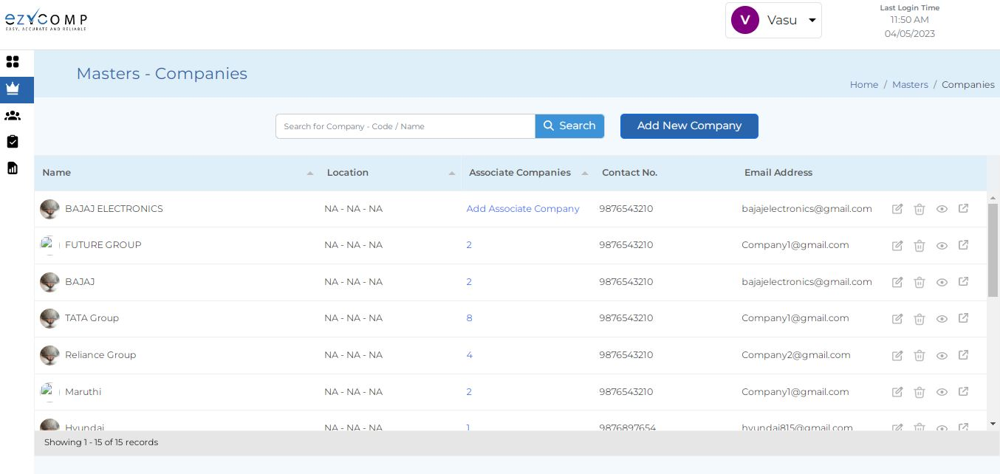 ezycomp
EASY, ACCURATE AND RELIABLE
V Vasu
Last Login Time
11:50 AM
04/05/2023
Masters - Companies
Home / Masters / Companies
Search for Company - Code / Name Search Add New Company
Name Location Associate Companies Contact No. Email Address
BAJAJ ELECTRONICS NA - NA - NA Add Associate Company 9876543210 bajajelectronics@gmail.com
FUTURE GROUP NA - NA - NA 2 9876543210 Company1@gmail.com
BAJAJ NA - NA - NA 2 9876543210 bajajelectronics@gmail.com
TATA Group NA - NA - NA 8 9876543210 Company1@gmail.com
Reliance Group NA - NA - NA 4 9876543210 Company2@gmail.com
Maruthi NA - NA - NA 2 9876543210 Company1@gmail.com
Hyundai NA - NA - NA 1 9876897654 hyundai815@gmail.com
Showing 1 - 15 of 15 records